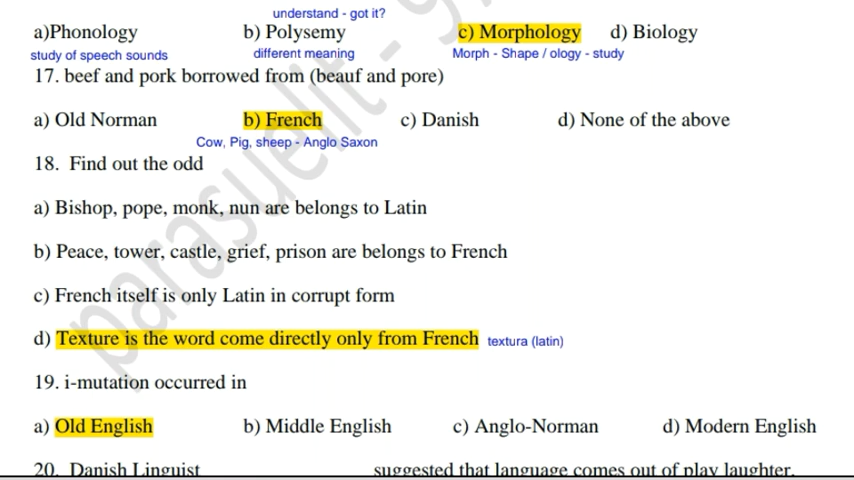 understand - got it?
a)Phonology b) Polysemy c) Morphology d) Biology
study of speech sounds different meaning Morph - Shape / ology - study
17. beef and pork borrowed from (beauf and pore)
a) Old Norman b) French c) Danish d) None of the above
Cow, Pig, sheep - Anglo Saxon
18. Find out the odd
a) Bishop, pope, monk, nun are belongs to Latin
b) Peace, tower, castle, grief, prison are belongs to French
c) French itself is only Latin in corrupt form
d) Texture is the word come directly only from French textura (latin)
19. i-mutation occurred in
a) Old English b) Middle English c) Anglo-Norman d) Modern English
20. Danish Linguist suggested that language comes out of play laughter.